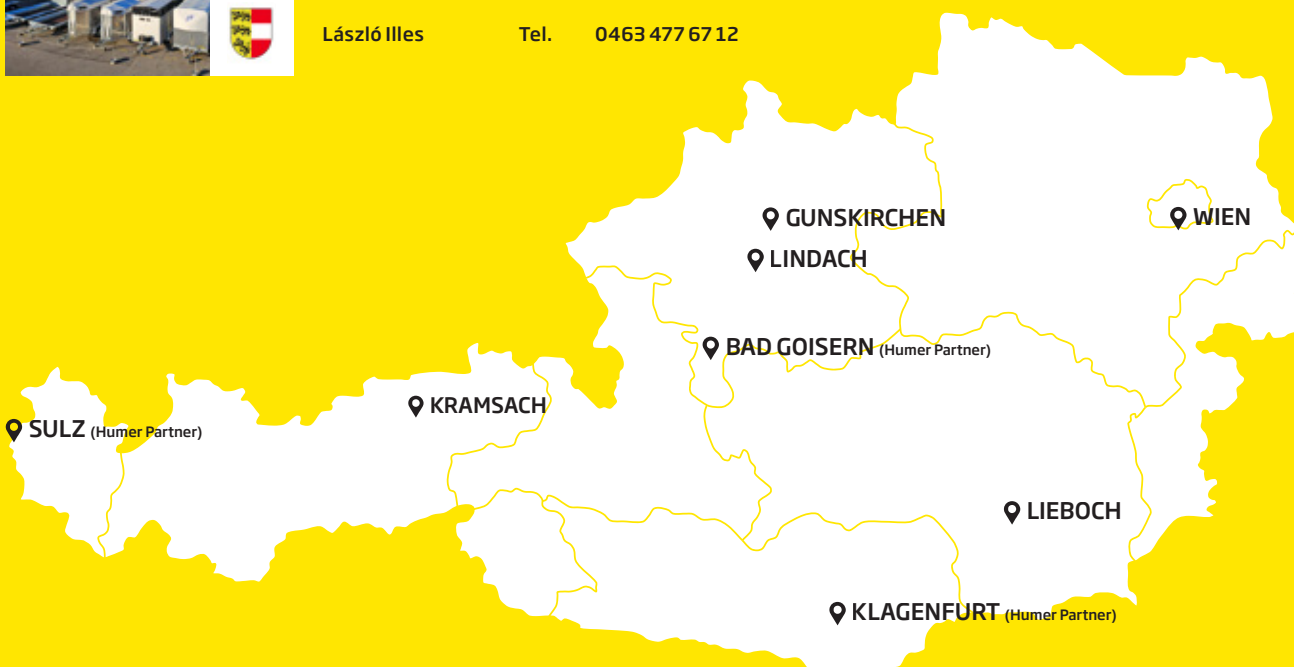 László Illes Tel. 0463 477 67 12
GUNSKIRCHEN
WIEN
LINDACH
BAD GOISERN (Humer Partner)
KRAMSACH
SULZ (Humer Partner)
LIEBOCH
KLAGENFURT (Humer Partner)